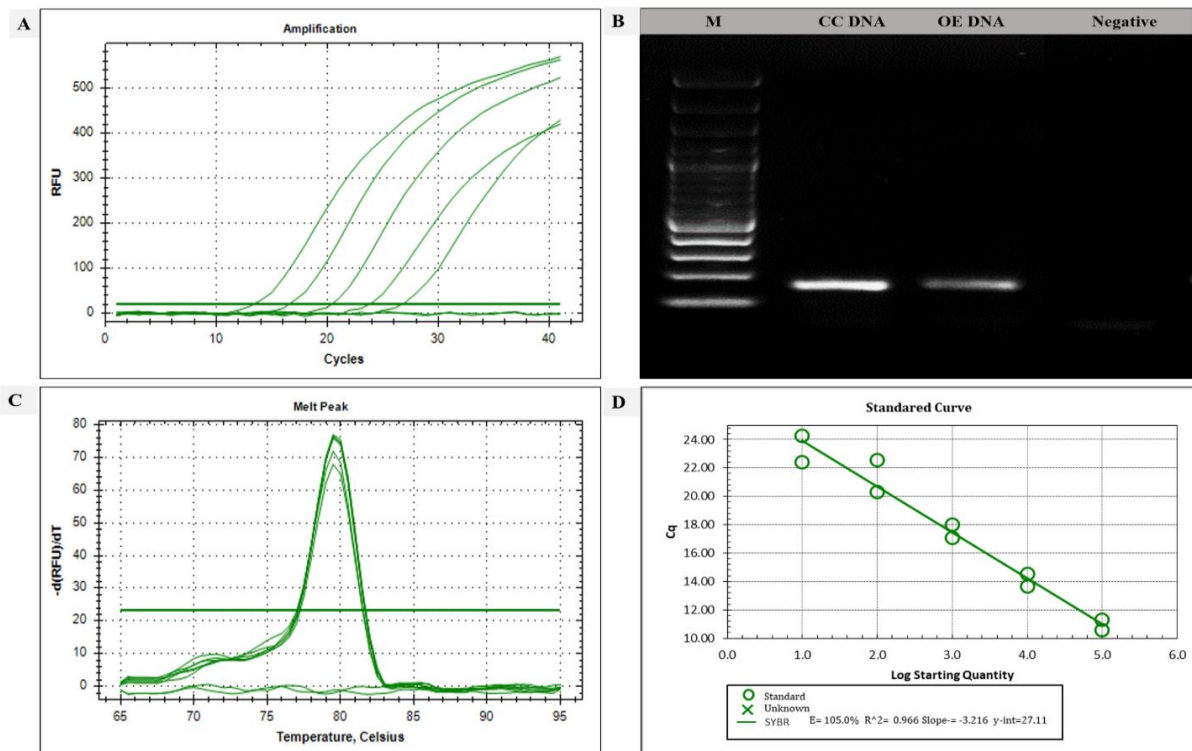 A
Amplification
500
400
300
200
100
0
RFU
0 10 20 30 40
Cycles
B
M CC DNA OE DNA Negative
C
Melt Peak
80
70
60
50
40
30
20
10
0
-d(RFU)/dT
65 70 75 80 85 90 95
Temperature, Celsius
D
Standared Curve
24.00
22.00
20.00
18.00
16.00
14.00
12.00
10.00
Cq
0.0 1.0 2.0 3.0 4.0 5.0 6.0
Log Starting Quantity
Standard
Unknown
SYBR E= 105.0% R^2= 0.966 Slope-= -3.216 y-int=27.11